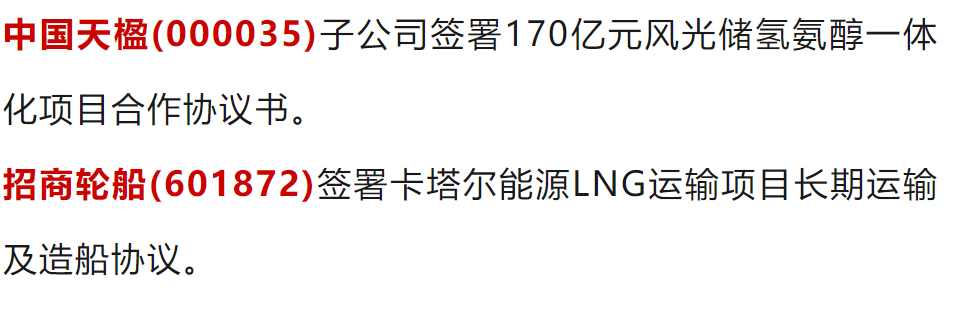 中国天楹(000035)子公司签署170亿元风光储氢氨醇一体
化项目合作协议书。
招商轮船(601872)签署卡塔尔能源LNG运输项目长期运输
及造船协议。